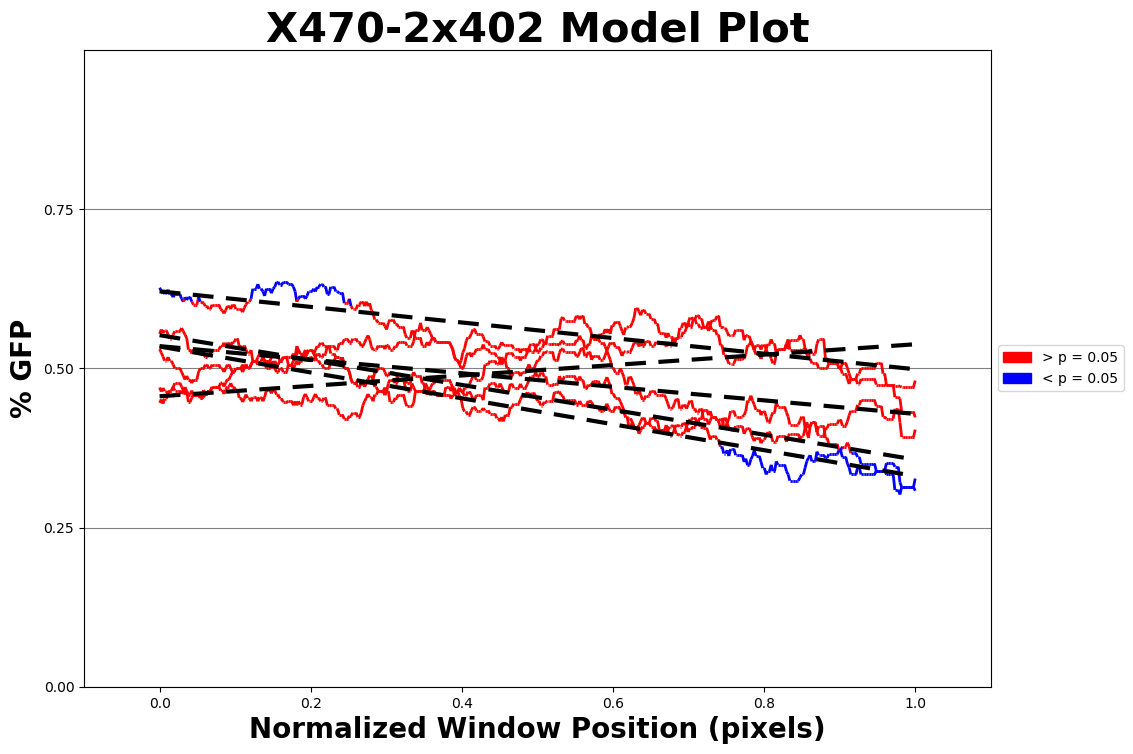 X470-2x402 Model Plot
% GFP
0.75
0.50
0.25
0.00
0.0 0.2 0.4 0.6 0.8 1.0
Normalized Window Position (pixels)
> p = 0.05
< p = 0.05